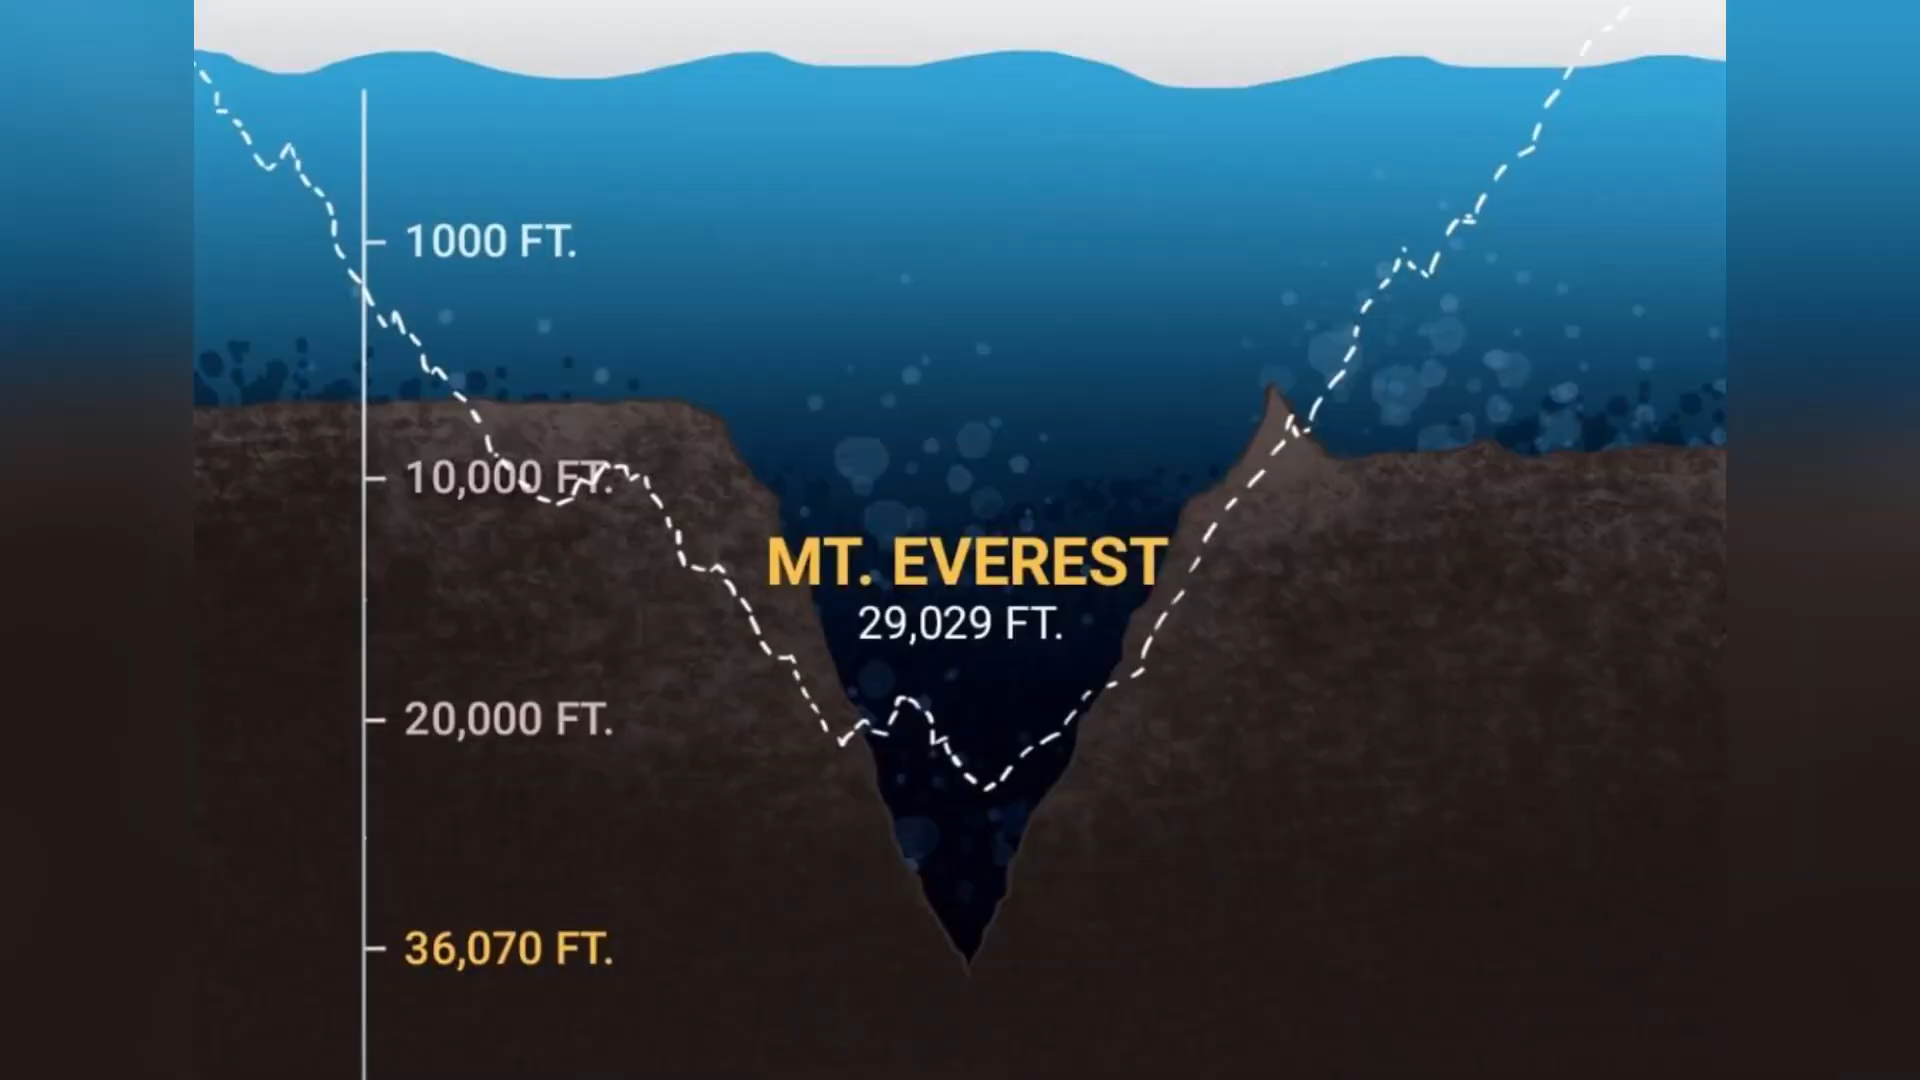 1000 FT.
10,000 FT.
MT. EVEREST
29,029 FT.
20,000 FT.
36,070 FT.